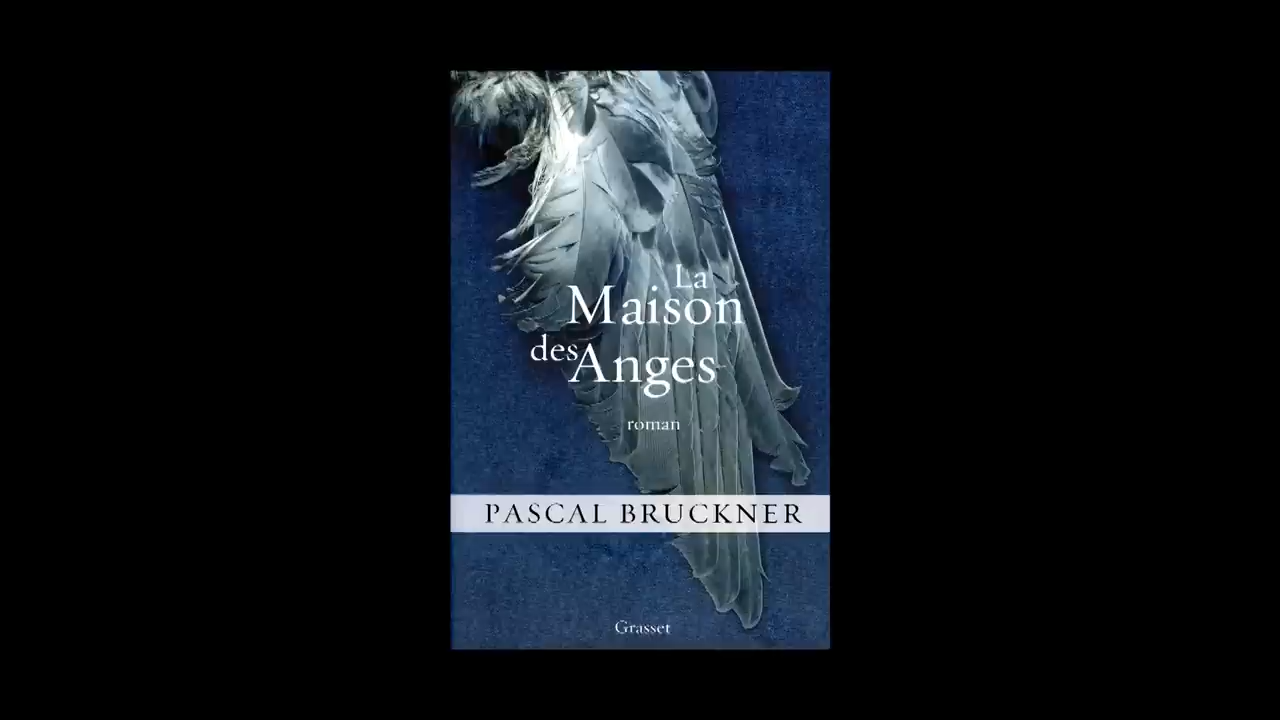 La
Maison
des Anges
roman
PASCAL BRUCKNER
Grasset